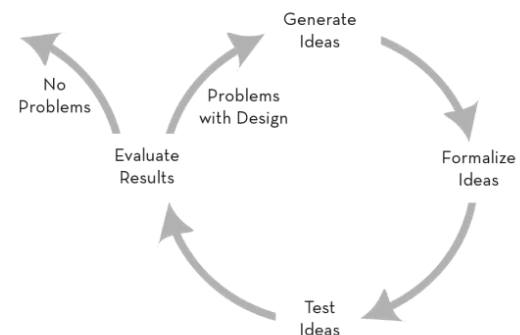 Generate
Ideas
No
Problems
Problems
with Design
Evaluate
Results
Formalize
Ideas
Test
Ideas